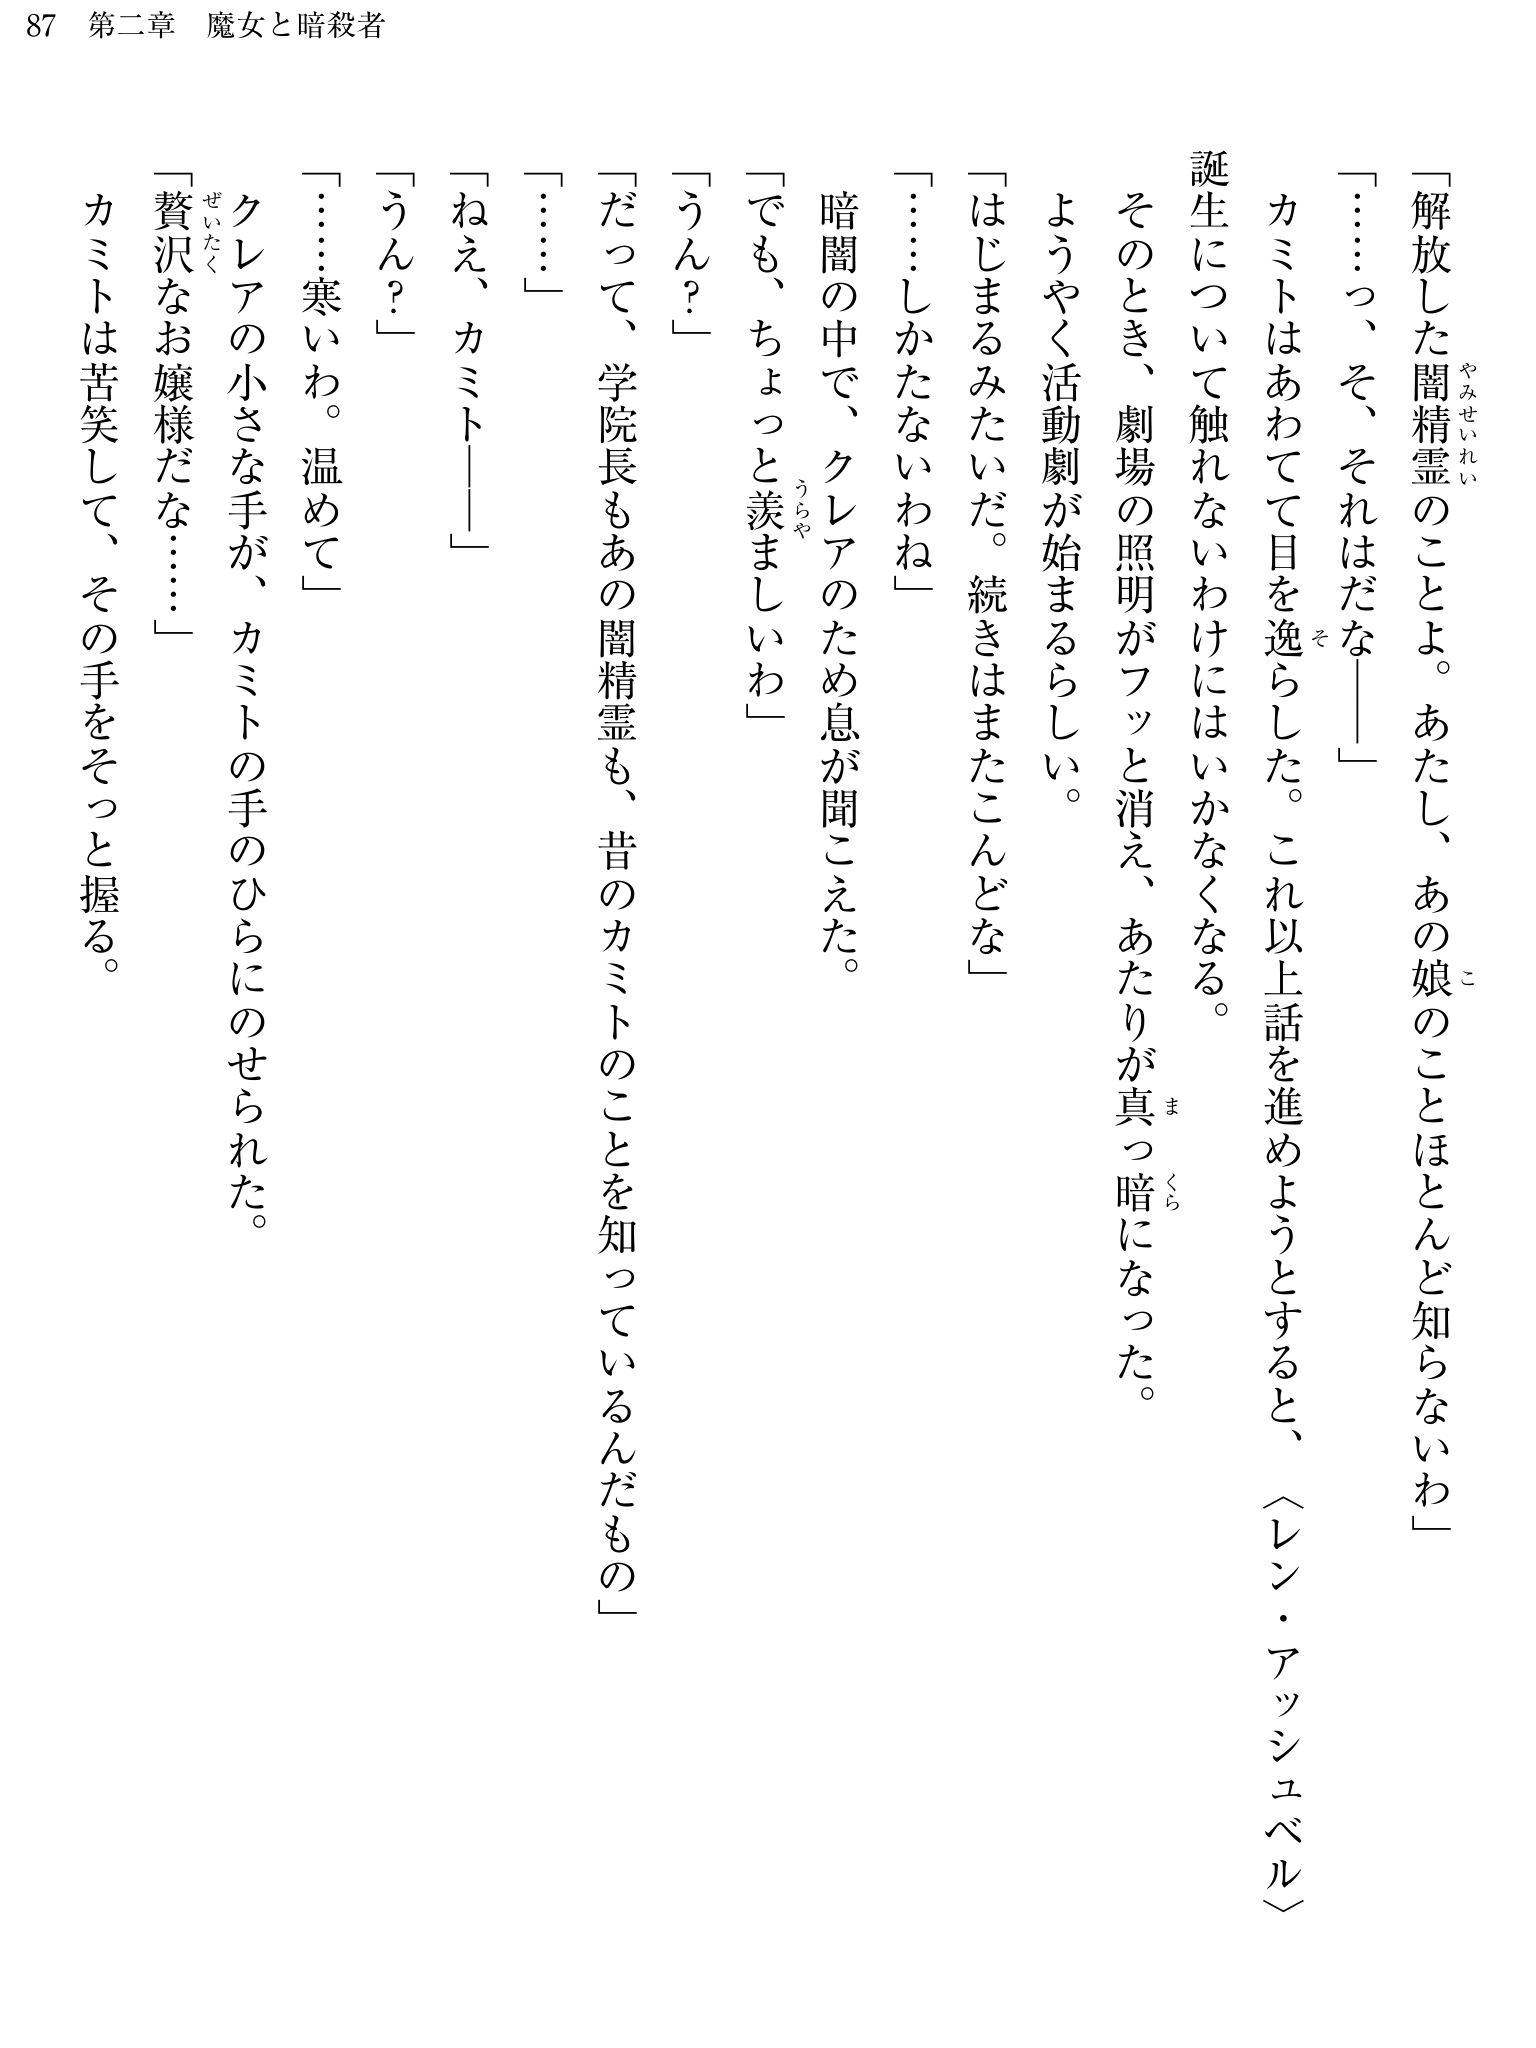 87　第二章　魔女と暗殺者
「解放した闇精霊のことよ。あたし、あの娘のことほとんど知らないわ」
「……っ、そ、それはだな――」
　カミトはあわてて目を逸らした。これ以上話を進めようとすると、〈レン・アッシュベル〉
誕生について触れないわけにはいかなくなる。
　そのとき、劇場の照明がフッと消え、あたりが真っ暗になった。
　ようやく活動劇が始まるらしい。
「はじまるみたいだ。続きはまたこんどな」
「……しかたないわね」
　暗闇の中で、クレアのため息が聞こえた。
「でも、ちょっと羨ましいわ」
「うん？」
「だって、学院長もあの闇精霊も、昔のカミトのことを知っているんだもの」
「……」
「ねえ、カミト――」
「うん？」
「……寒いわ。温めて」
　クレアの小さな手が、カミトの手のひらにのせられた。
「贅沢なお嬢様だな……」
　カミトは苦笑して、その手をそっと握る。